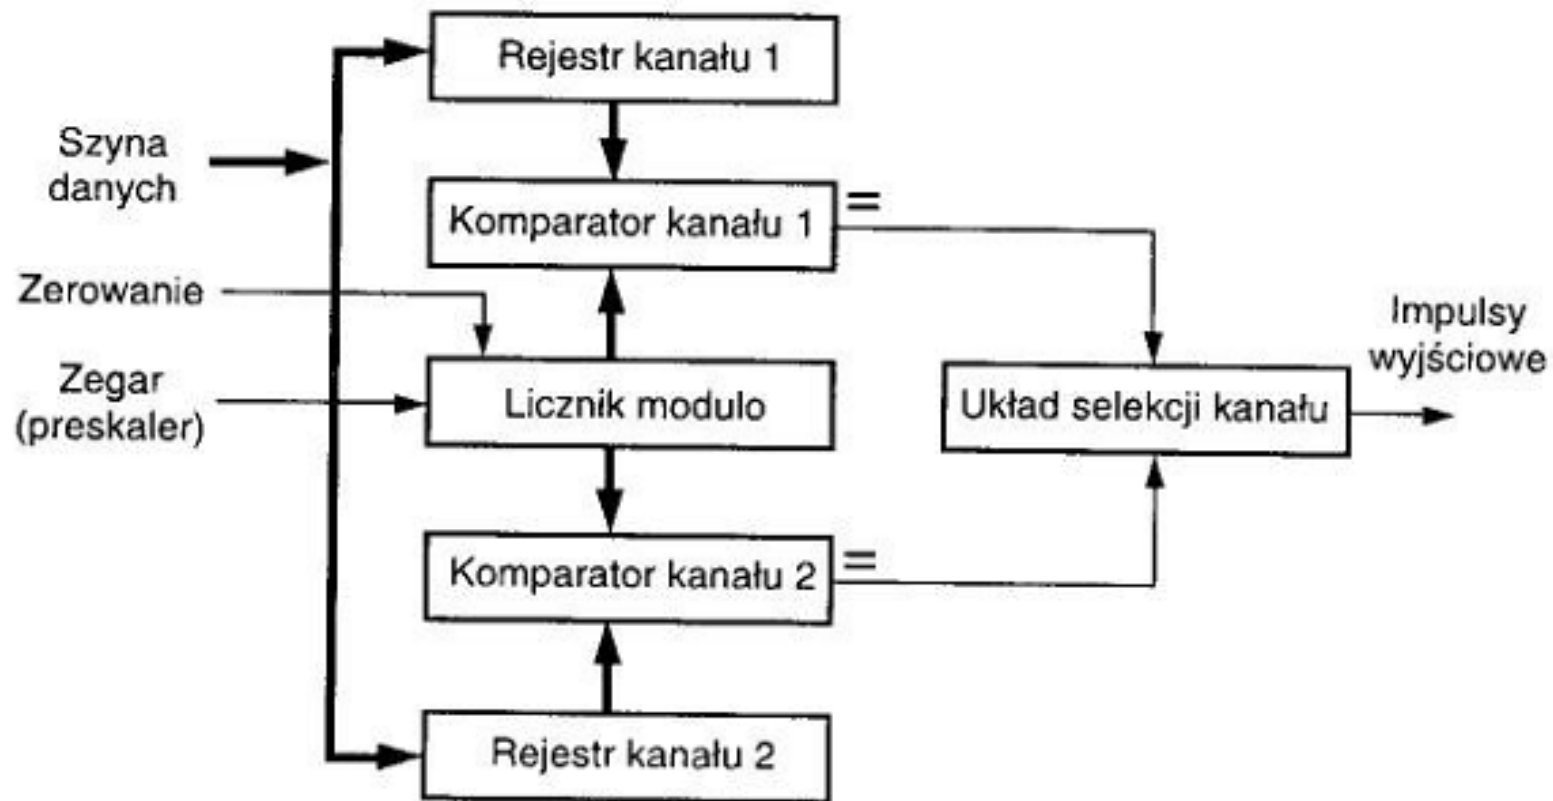 Rejestr kanału 1
Szyna
danych
Komparator kanału 1
=
Zerowanie
Impulsy
wyjściowe
Zegar
(preskaler)
Licznik modulo
Układ selekcji kanału
Komparator kanału 2
=
Rejestr kanału 2